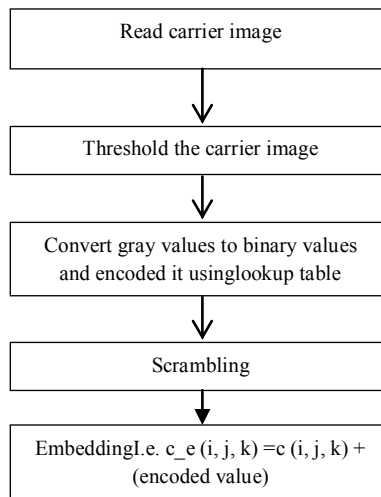 Read carrier image
Threshold the carrier image
Convert gray values to binary values
and encoded it usinglookup table
Scrambling
EmbeddingI.e. c_e (i, j, k) =c (i, j, k) +
(encoded value)